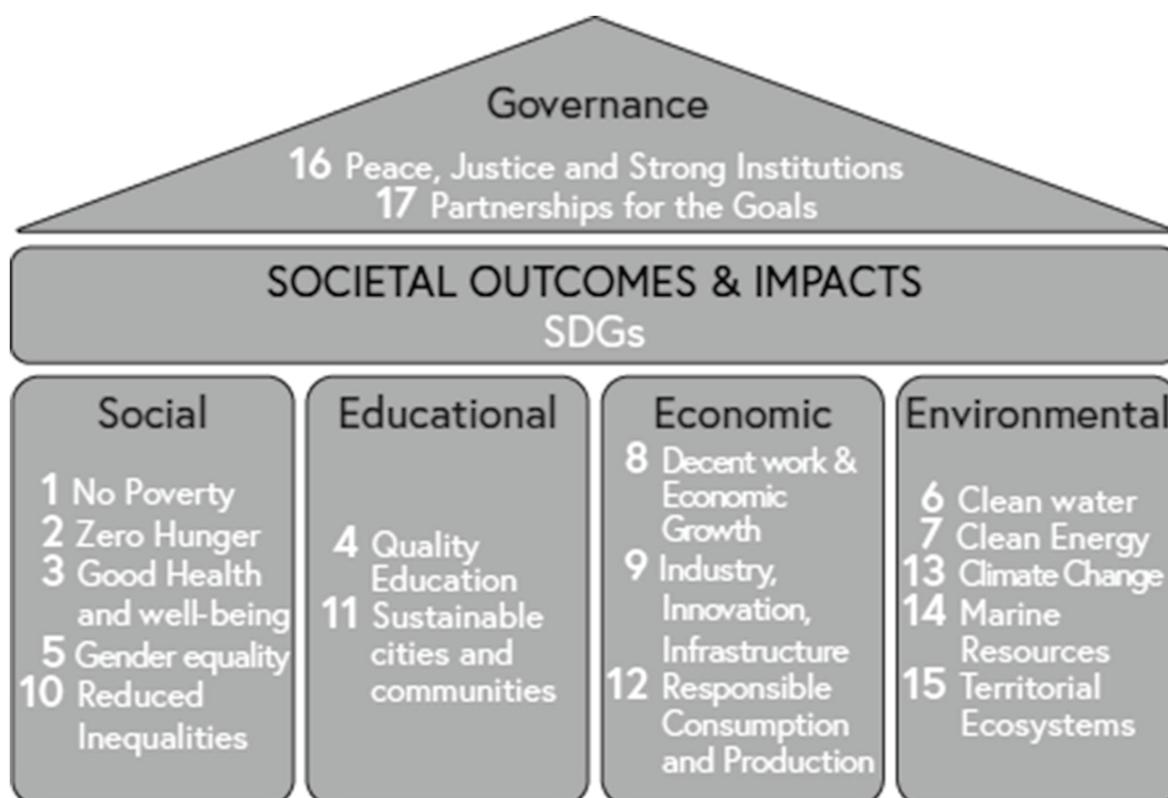 Governance
16 Peace, Justice and Strong Institutions
17 Partnerships for the Goals
SOCIETAL OUTCOMES & IMPACTS
SDGs
Social
1 No Poverty
2 Zero Hunger
3 Good Health
and well-being
5 Gender equality
10 Reduced
Inequalities
Educational
4 Quality
Education
11 Sustainable
cities and
communities
Economic
8 Decent work &
Economic
Growth
9 Industry,
Innovation,
Infrastructure
12 Responsible
Consumption
and Production
Environmental
6 Clean water
7 Clean Energy
13 Climate Change
14 Marine
Resources
15 Territorial
Ecosystems